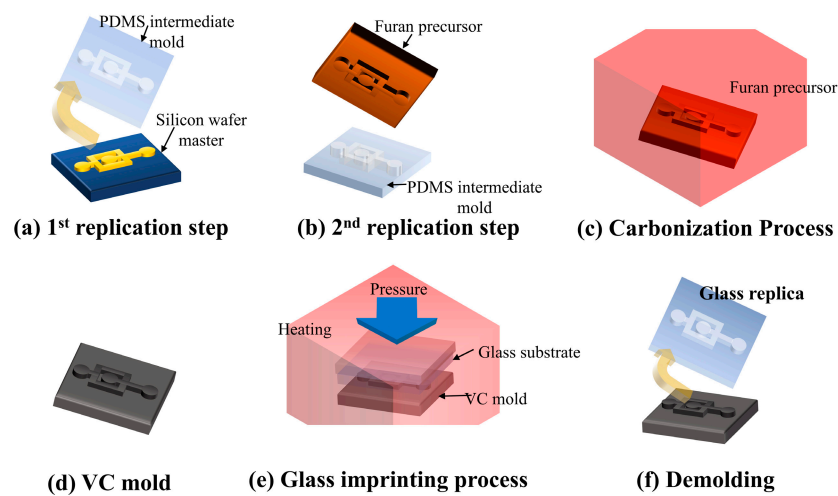 PDMS intermediate
mold
Silicon wafer
master
(a) 1st replication step
Furan precursor
PDMS intermediate
mold
(b) 2nd replication step
Furan precursor
(c) Carbonization Process
(d) VC mold
Pressure
Heating
Glass substrate
VC mold
(e) Glass imprinting process
Glass replica
(f) Demolding